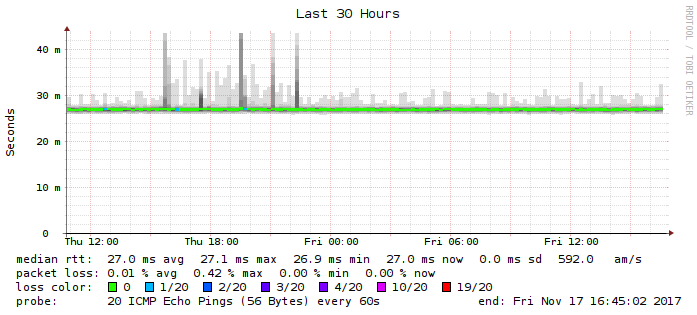 Last 30 Hours
RRDTOOL / TOBI OETIKER
Seconds
40 m
30 m
20 m
10 m
0
Thu 12:00 Thu 18:00 Fri 00:00 Fri 06:00 Fri 12:00
median rtt: 27.0 ms avg 27.1 ms max 26.9 ms min 27.0 ms now 0.0 ms sd 592.0 am/s
packet loss: 0.01 % avg 0.42 % max 0.00 % min 0.00 % now
loss color: 0 1/20 2/20 3/20 4/20 10/20 19/20
probe: 20 ICMP Echo Pings (56 Bytes) every 60s end: Fri Nov 17 16:45:02 2017